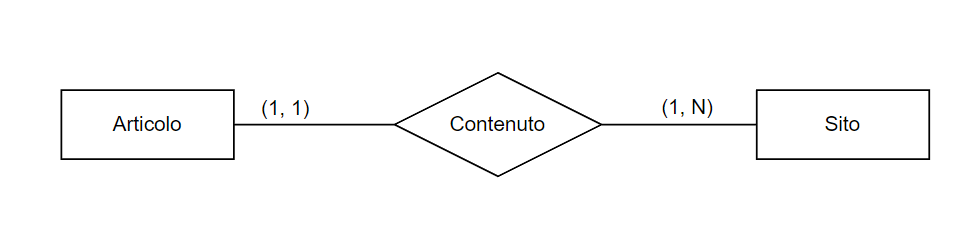 Articolo
(1, 1)
Contenuto
(1, N)
Sito